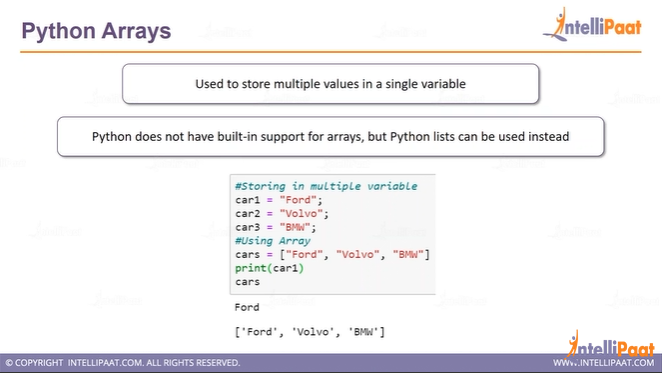 Python Arrays
IntelliPaat
Used to store multiple values in a single variable
Python does not have built-in support for arrays, but Python lists can be used instead
#Storing in multiple variable
car1 = "Ford";
car2 = "Volvo";
car3 = "BMW";
#Using Array
cars = ["Ford", "Volvo", "BMW"]
print(car1)
cars
Ford
['Ford', 'Volvo', 'BMW']
IntelliPaat
© COPYRIGHT INTELLIPAAT.COM. ALL RIGHTS RESERVED.
WWW.INTELLIPAAT.COM